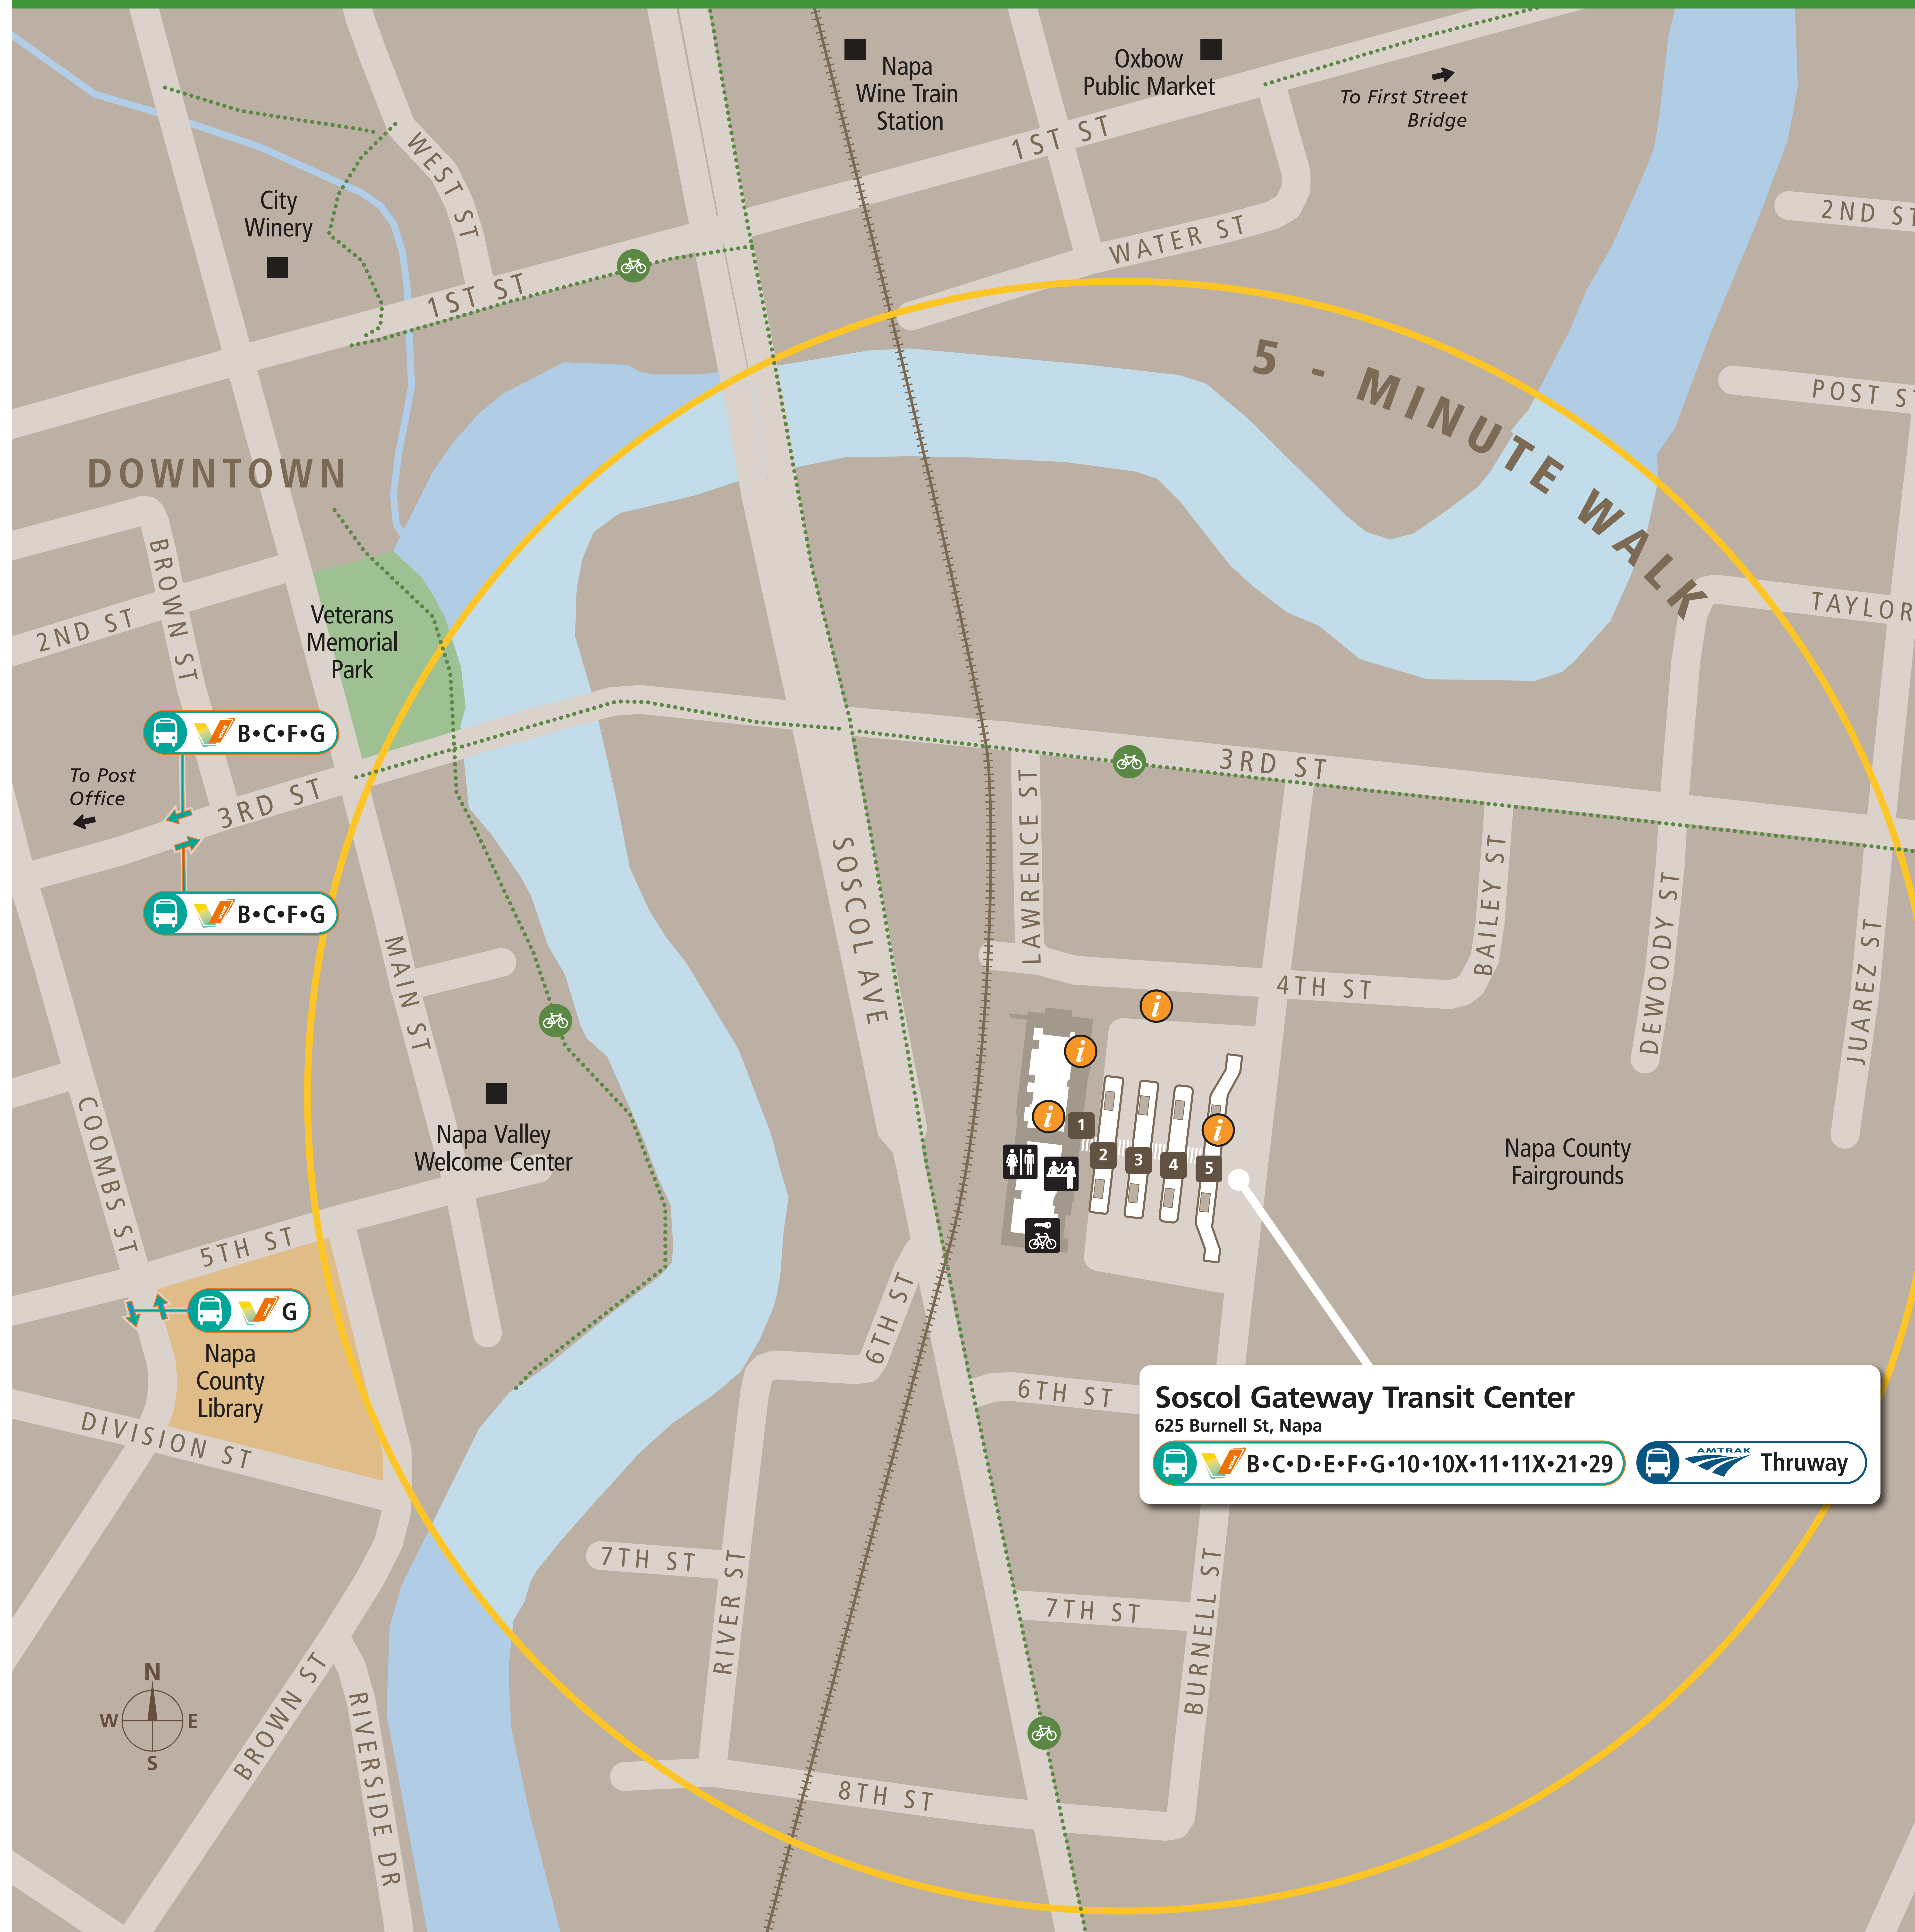 Napa
Wine Train
Station
Oxbow
Public Market
To First Street
Bridge
1ST ST
WEST ST
City
Winery
2ND ST
WATER ST
1ST ST
5 - MINUTE WALK
POST ST
DOWNTOWN
BROWN ST
2ND ST
Veterans
Memorial
Park
TAYLOR
B•C•F•G
To Post
Office
3RD ST
3RD ST
B•C•F•G
LAWRENCE ST
SOSCOL AVE
BAILEY ST
DEWOODY ST
JUAREZ ST
MAIN ST
4TH ST
i
i
i
i
1
2
3
4
5
COOMBS ST
Napa Valley
Welcome Center
Napa County
Fairgrounds
5TH ST
G
Napa
County
Library
6TH ST
6TH ST
DIVISION ST
Soscol Gateway Transit Center
625 Burnell St, Napa
B•C•D•E•F•G•10•10X•11•11X•21•29
AMTRAK
Thruway
7TH ST
RIVER ST
7TH ST
BURNELL ST
N
W E
S
BROWN ST
RIVERSIDE DR
8TH ST